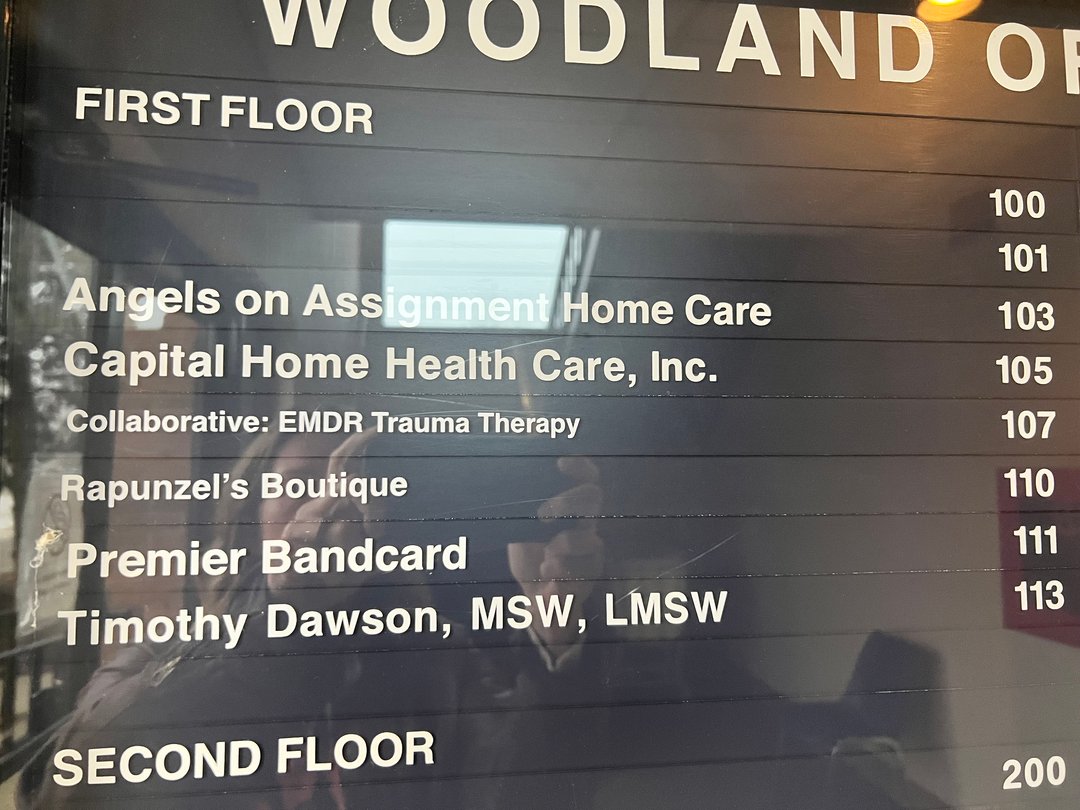 WOODLAND
FIRST FLOOR
100
101
Angels on Assignment Home Care 103
Capital Home Health Care, Inc. 105
Collaborative: EMDR Trauma Therapy 107
Rapunzel's Boutique 110
Premier Bandcard 111
Timothy Dawson, MSW, LMSW 113
SECOND FLOOR
200